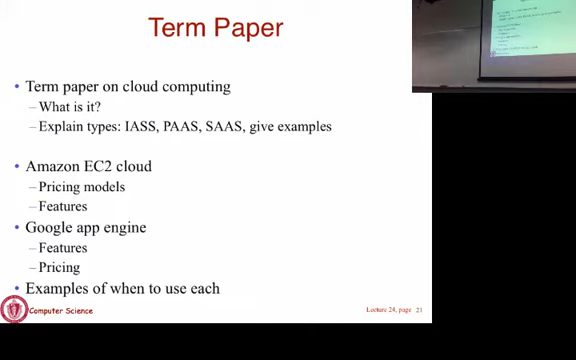 Term Paper
• Term paper on cloud computing
– What is it?
– Explain types: IASS, PAAS, SAAS, give examples
• Amazon EC2 cloud
– Pricing models
– Features
• Google app engine
– Features
– Pricing
• Examples of when to use each
Computer Science
Lecture 24, page 21